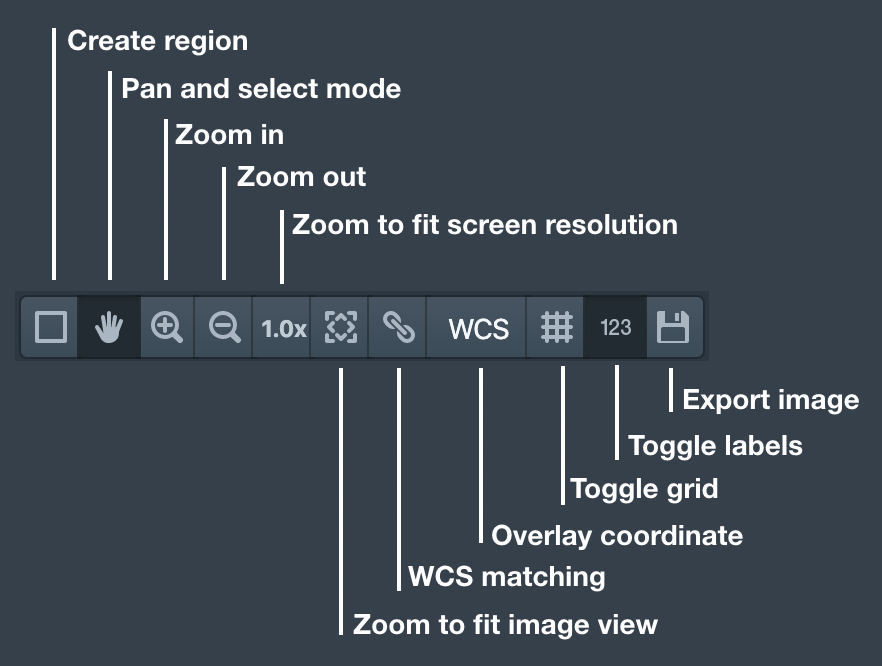 Create region
Pan and select mode
Zoom in
Zoom out
Zoom to fit screen resolution
1.0x
WCS
123
Export image
Toggle labels
Toggle grid
Overlay coordinate
WCS matching
Zoom to fit image view